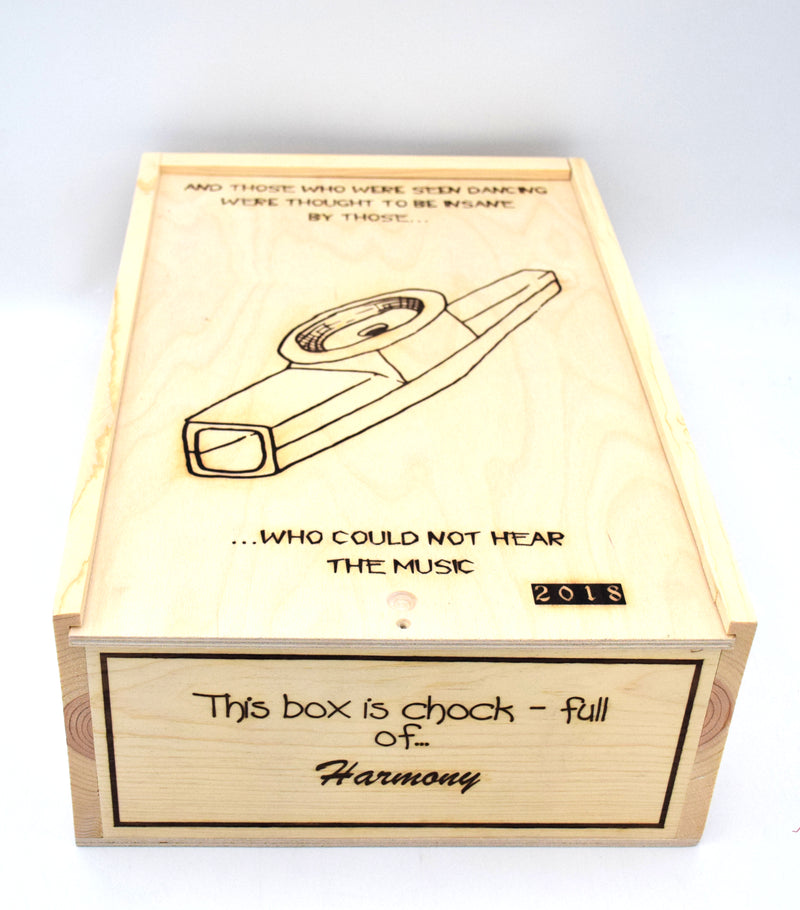 AND THOSE WHO WERE SEEN DANCING
WERE THOUGHT TO BE INSANE
BY THOSE...
...WHO COULD NOT HEAR
THE MUSIC
2018
This box is chock - full
of...
Harmony